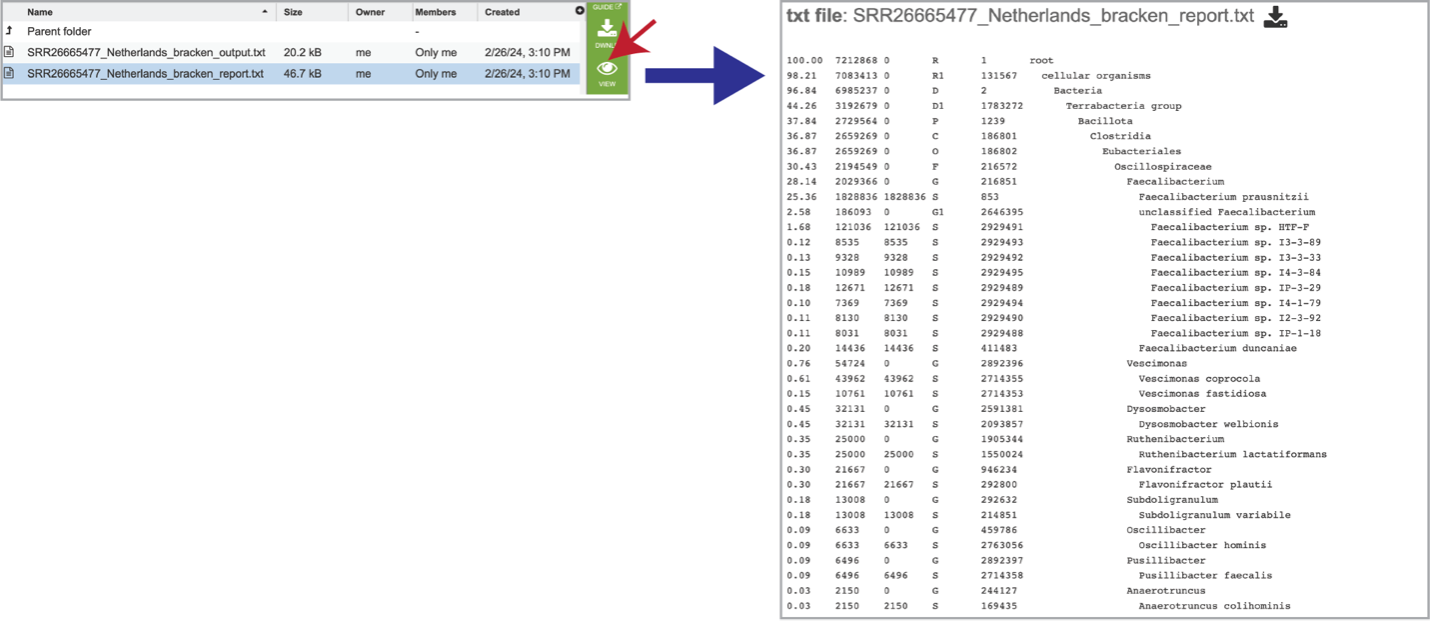 Name Size Owner Members Created
GUIDE
Parent folder -
DWNL
SRR26665477_Netherlands_bracken_output.txt 20.2 kB me Only me 2/26/24, 3:10 PM
SRR26665477_Netherlands_bracken_report.txt 46.7 kB me Only me 2/26/24, 3:10 PM
VIEW
txt file: SRR26665477_Netherlands_bracken_report.txt
100.00 7212868 0 R 1 root
98.21 7083413 0 R1 131567 cellular organisms
96.84 6985237 0 D 2 Bacteria
44.26 3192679 0 D1 1783272 Terrabacteria group
37.84 2729564 0 P 1239 Bacillota
36.87 2659269 0 C 186801 Clostridia
36.87 2659269 0 O 186802 Eubacteriales
30.43 2194549 0 F 216572 Oscillospiraceae
28.14 2029366 0 G 216851 Faecalibacterium
25.36 1828836 1828836 S 853 Faecalibacterium prausnitzii
2.58 186093 0 G1 2646395 unclassified Faecalibacterium
1.68 121036 121036 S 2929491 Faecalibacterium sp. HTF-F
0.12 8535 8535 S 2929493 Faecalibacterium sp. I3-3-89
0.13 9328 9328 S 2929492 Faecalibacterium sp. I3-3-33
0.15 10989 10989 S 2929495 Faecalibacterium sp. I4-3-84
0.18 12671 12671 S 2929489 Faecalibacterium sp. IP-3-29
0.10 7369 7369 S 2929494 Faecalibacterium sp. I4-1-79
0.11 8130 8130 S 2929490 Faecalibacterium sp. I2-3-92
0.11 8031 8031 S 2929488 Faecalibacterium sp. IP-1-18
0.20 14436 14436 S 411483 Faecalibacterium duncaniae
0.76 54724 0 G 2892396 Vescimonas
0.61 43962 43962 S 2714355 Vescimonas coprocola
0.15 10761 10761 S 2714353 Vescimonas fastidiosa
0.45 32131 0 G 2591381 Dysosmobacter
0.45 32131 32131 S 2093857 Dysosmobacter welbionis
0.35 25000 0 G 1905344 Ruthenibacterium
0.35 25000 25000 S 1550024 Ruthenibacterium lactatiformans
0.30 21667 0 G 946234 Flavonifractor
0.30 21667 21667 S 292800 Flavonifractor plautii
0.18 13008 0 G 292632 Subdoligranulum
0.18 13008 13008 S 214851 Subdoligranulum variabile
0.09 6633 0 G 459786 Oscillibacter
0.09 6633 6633 S 2763056 Oscillibacter hominis
0.09 6496 0 G 2892397 Pusillibacter
0.09 6496 6496 S 2714358 Pusillibacter faecalis
0.03 2150 0 G 244127 Anaerotruncus
0.03 2150 2150 S 169435 Anaerotruncus colihominis